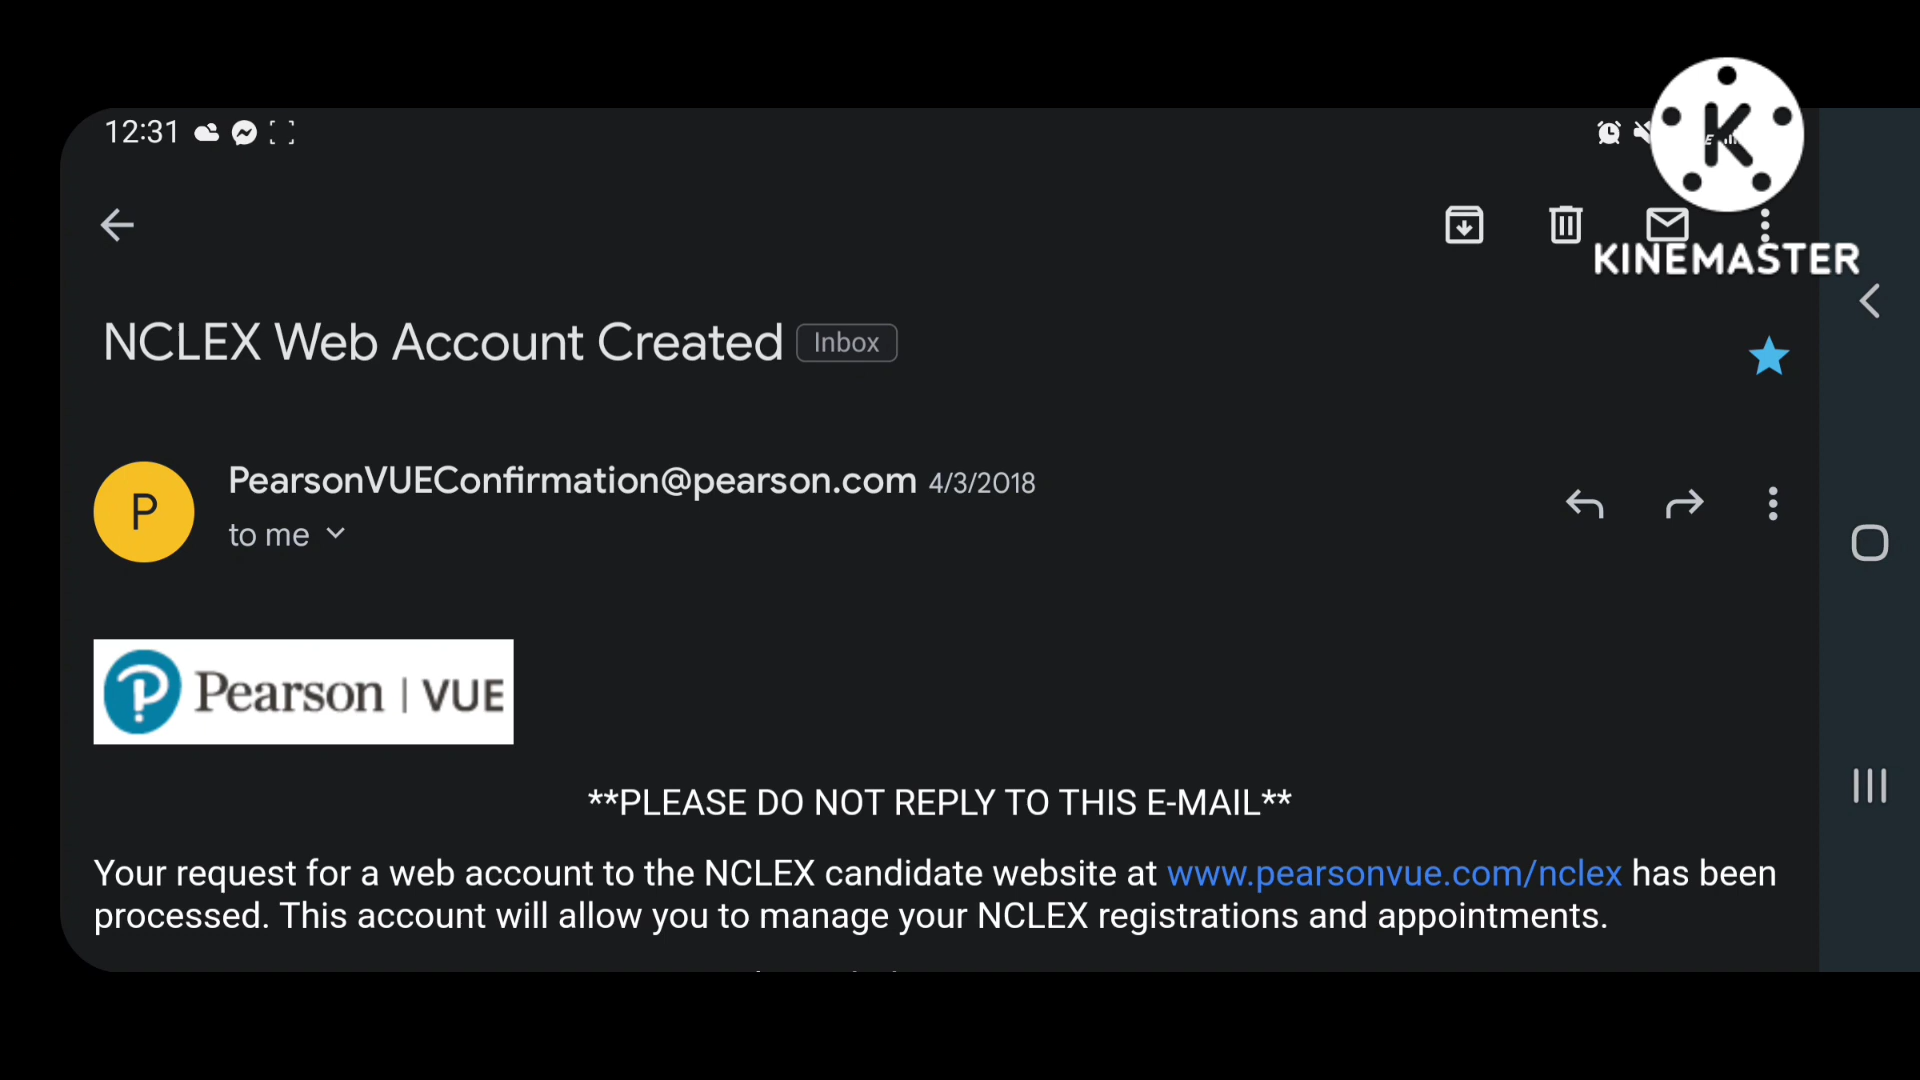 12:31
KINEMASTER
NCLEX Web Account Created Inbox
PearsonVUEConfirmation@pearson.com 4/3/2018
P
to me
Pearson | VUE
**PLEASE DO NOT REPLY TO THIS E-MAIL**
Your request for a web account to the NCLEX candidate website at www.pearsonvue.com/nclex has been
processed. This account will allow you to manage your NCLEX registrations and appointments.